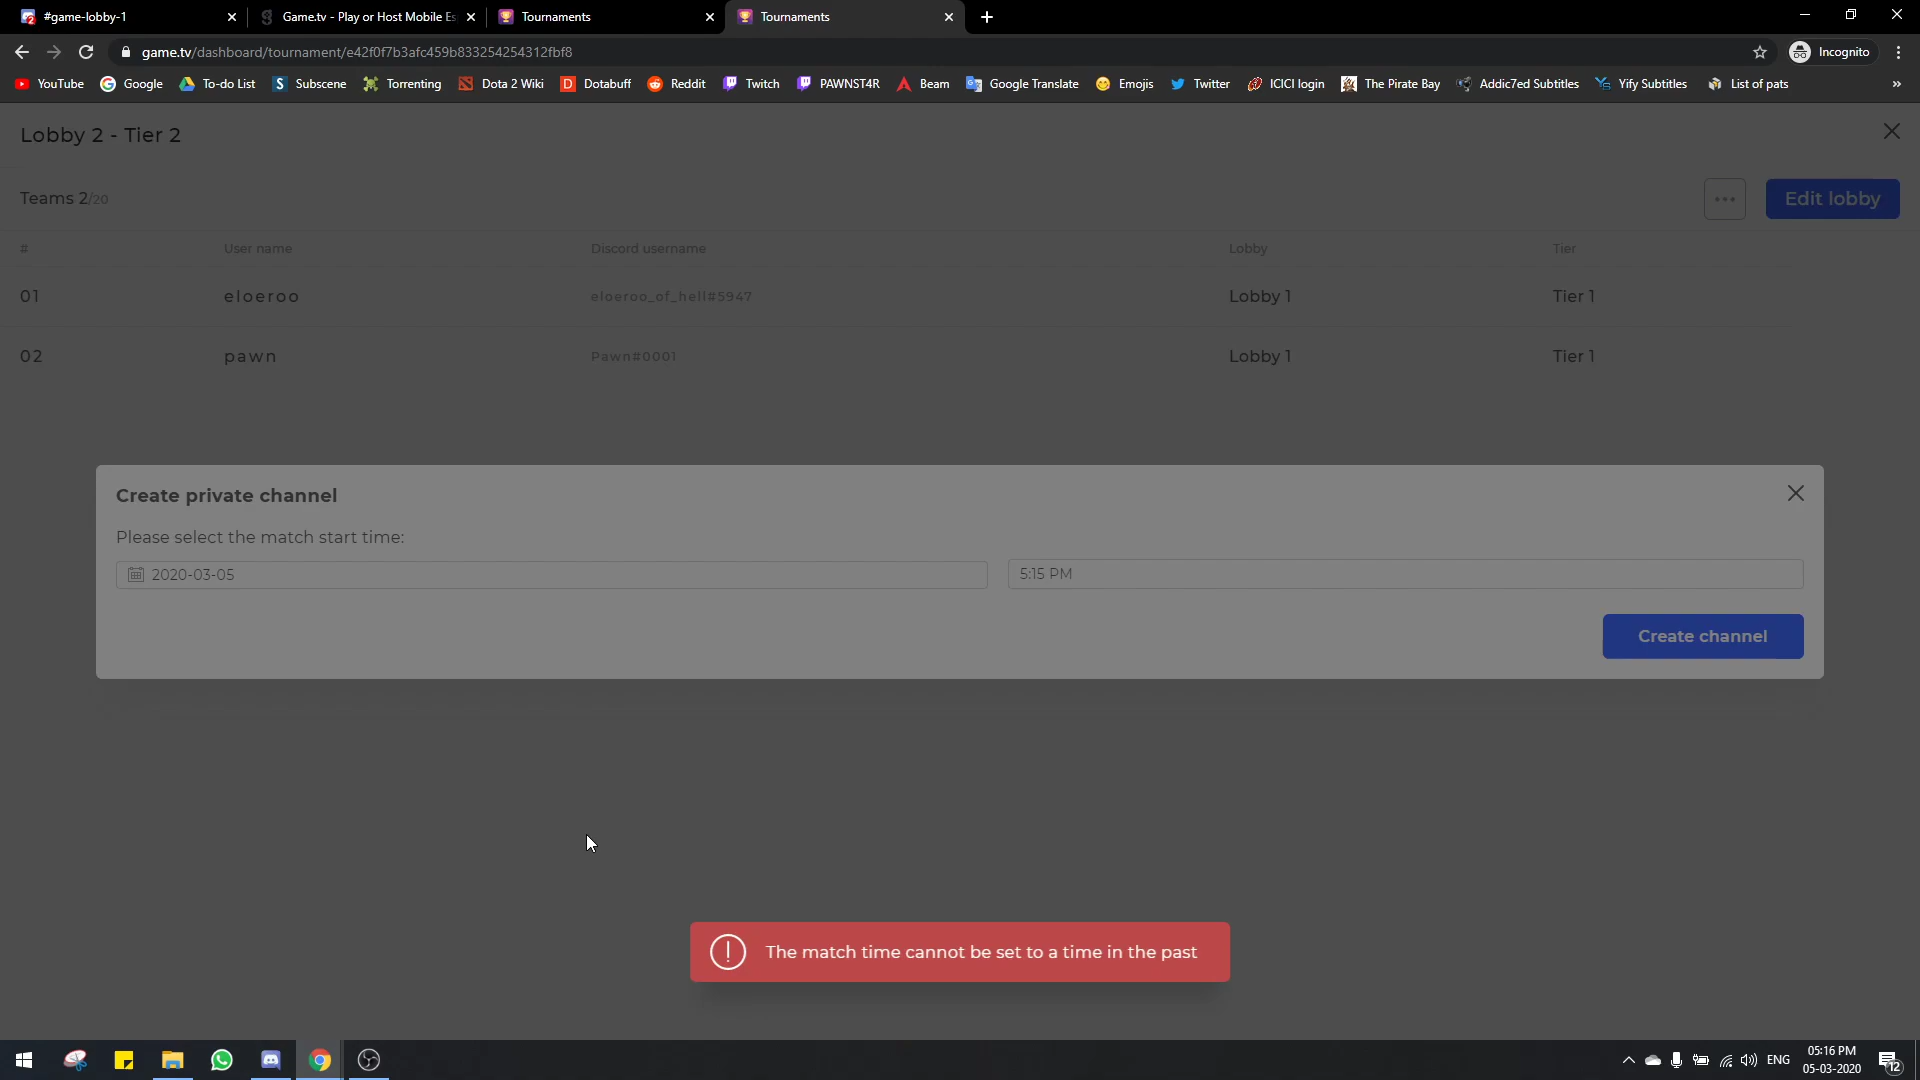 #game-lobby-1
Game.tv - Play or Host Mobile Es
Tournaments
Tournaments
game.tv/dashboard/tournament/e42f0f7b3afc459b833254254312fbf8
Incognito
YouTube
Google
To-do List
Subscene
Torrenting
Dota 2 Wiki
Dotabuff
Reddit
Twitch
PAWNST4R
Beam
Google Translate
Emojis
Twitter
ICICI login
The Pirate Bay
Addic7ed Subtitles
Yify Subtitles
List of pats
»
Lobby 2 - Tier 2
Teams 2/20
Edit lobby
# User name Discord username Lobby Tier
01 eloeroo eloeroo_of_hell#5947 Lobby 1 Tier 1
02 pawn Pawn#0001 Lobby 1 Tier 1
Create private channel
Please select the match start time:
2020-03-05 5:15 PM
Create channel
The match time cannot be set to a time in the past
ENG
05:16 PM
05-03-2020
12